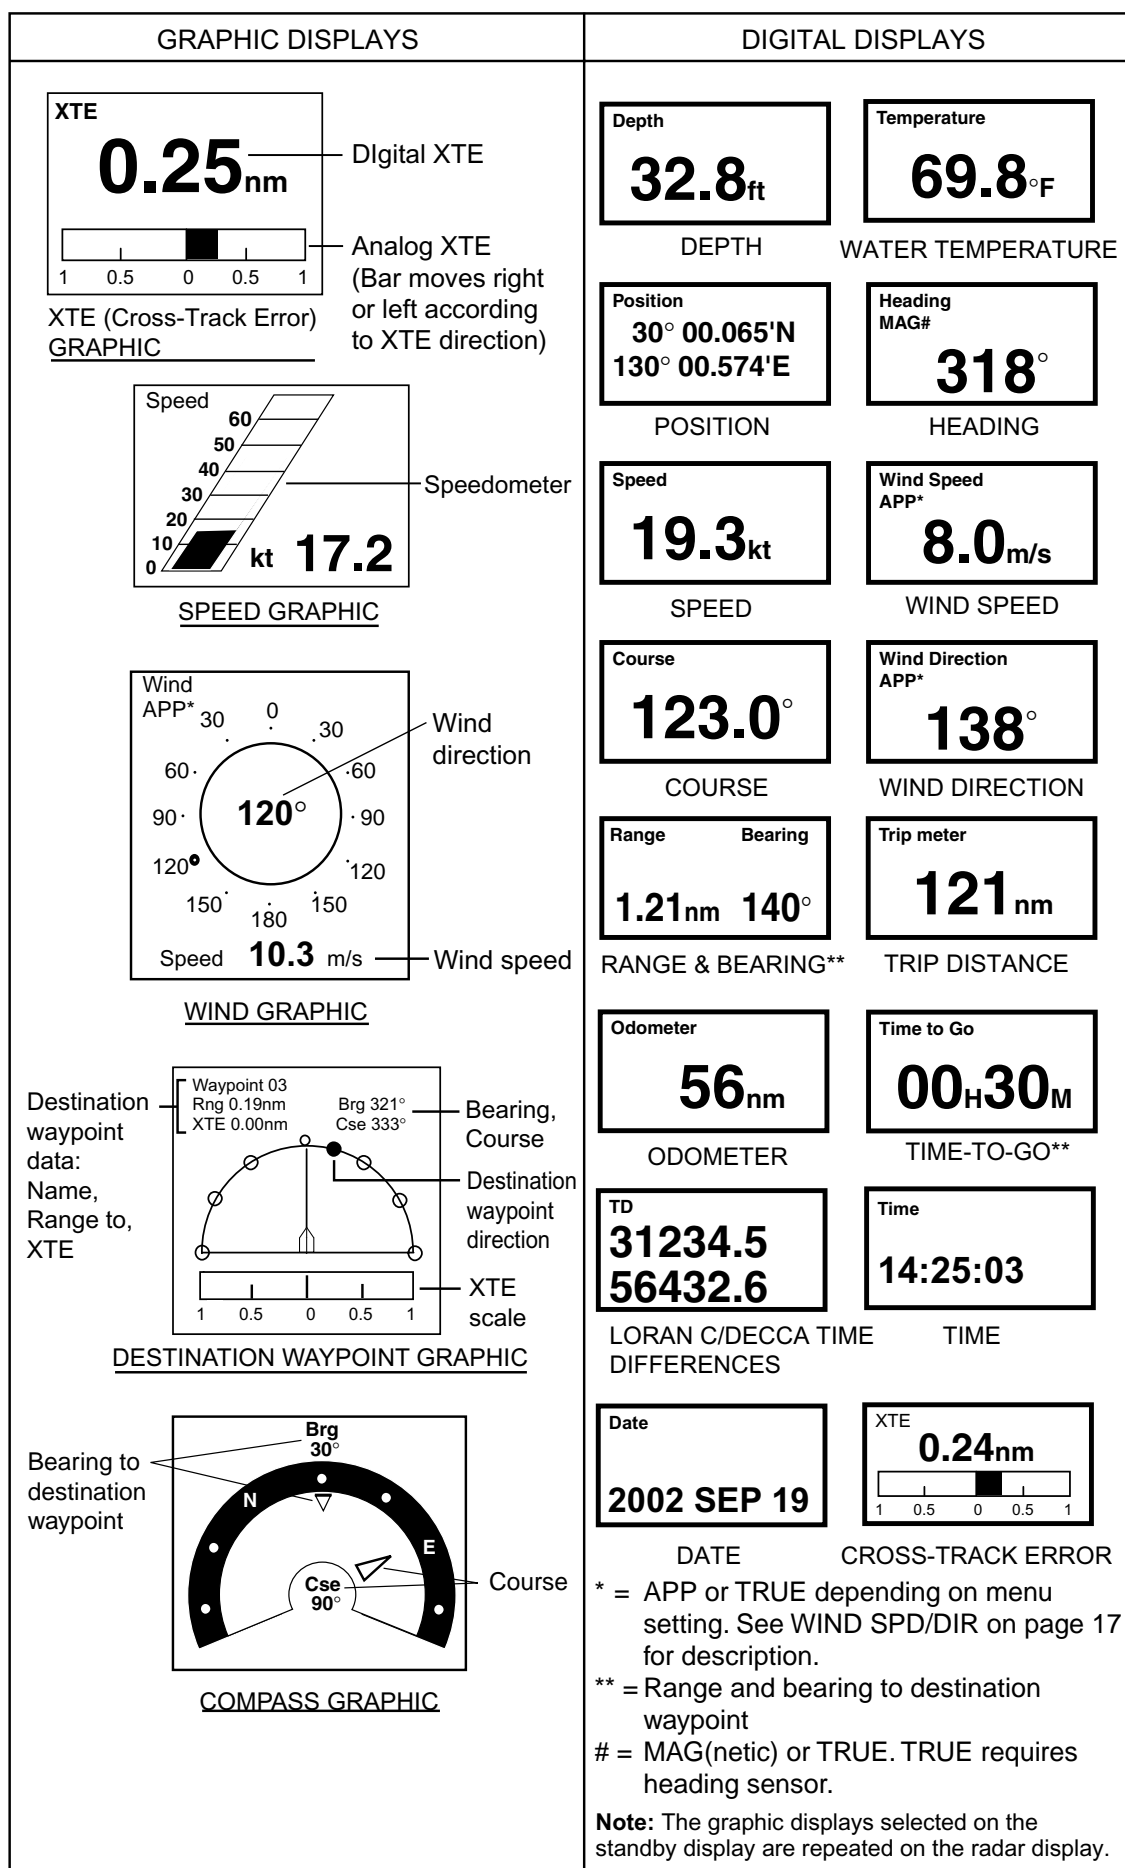 GRAPHIC DISPLAYS
XTE
0.25nm
DIgital XTE
1 0.5 0 0.5 1
Analog XTE
(Bar moves right
or left according
to XTE direction)
XTE (Cross-Track Error)
GRAPHIC
Speed
60
50
40
30
20
10
0
kt 17.2
Speedometer
SPEED GRAPHIC
Wind
APP*
30 0 30
60 60
90 120° 90
120 120
150 180 150
Speed 10.3 m/s
Wind
direction
Wind speed
WIND GRAPHIC
Destination
waypoint
data:
Name,
Range to,
XTE
Waypoint 03
Rng 0.19nm Brg 321°
XTE 0.00nm Cse 333°
1 0.5 0 0.5 1
Bearing,
Course
Destination
waypoint
direction
XTE
scale
DESTINATION WAYPOINT GRAPHIC
Bearing to
destination
waypoint
Brg
30°
N
E
Cse
90°
Course
COMPASS GRAPHIC
DIGITAL DISPLAYS
Depth
32.8ft
DEPTH
Temperature
69.8°F
WATER TEMPERATURE
Position
30° 00.065'N
130° 00.574'E
POSITION
Heading
MAG#
318°
HEADING
Speed
19.3kt
SPEED
Wind Speed
APP*
8.0m/s
WIND SPEED
Course
123.0°
COURSE
Wind Direction
APP*
138°
WIND DIRECTION
Range Bearing
1.21nm 140°
RANGE & BEARING**
Trip meter
121nm
TRIP DISTANCE
Odometer
56nm
ODOMETER
Time to Go
00H30M
TIME-TO-GO**
TD
31234.5
56432.6
LORAN C/DECCA TIME
DIFFERENCES
Time
14:25:03
TIME
Date
2002 SEP 19
DATE
XTE
0.24nm
1 0.5 0 0.5 1
CROSS-TRACK ERROR
* = APP or TRUE depending on menu
setting. See WIND SPD/DIR on page 17
for description.
** = Range and bearing to destination
waypoint
# = MAG(netic) or TRUE. TRUE requires
heading sensor.
Note: The graphic displays selected on the
standby display are repeated on the radar display.